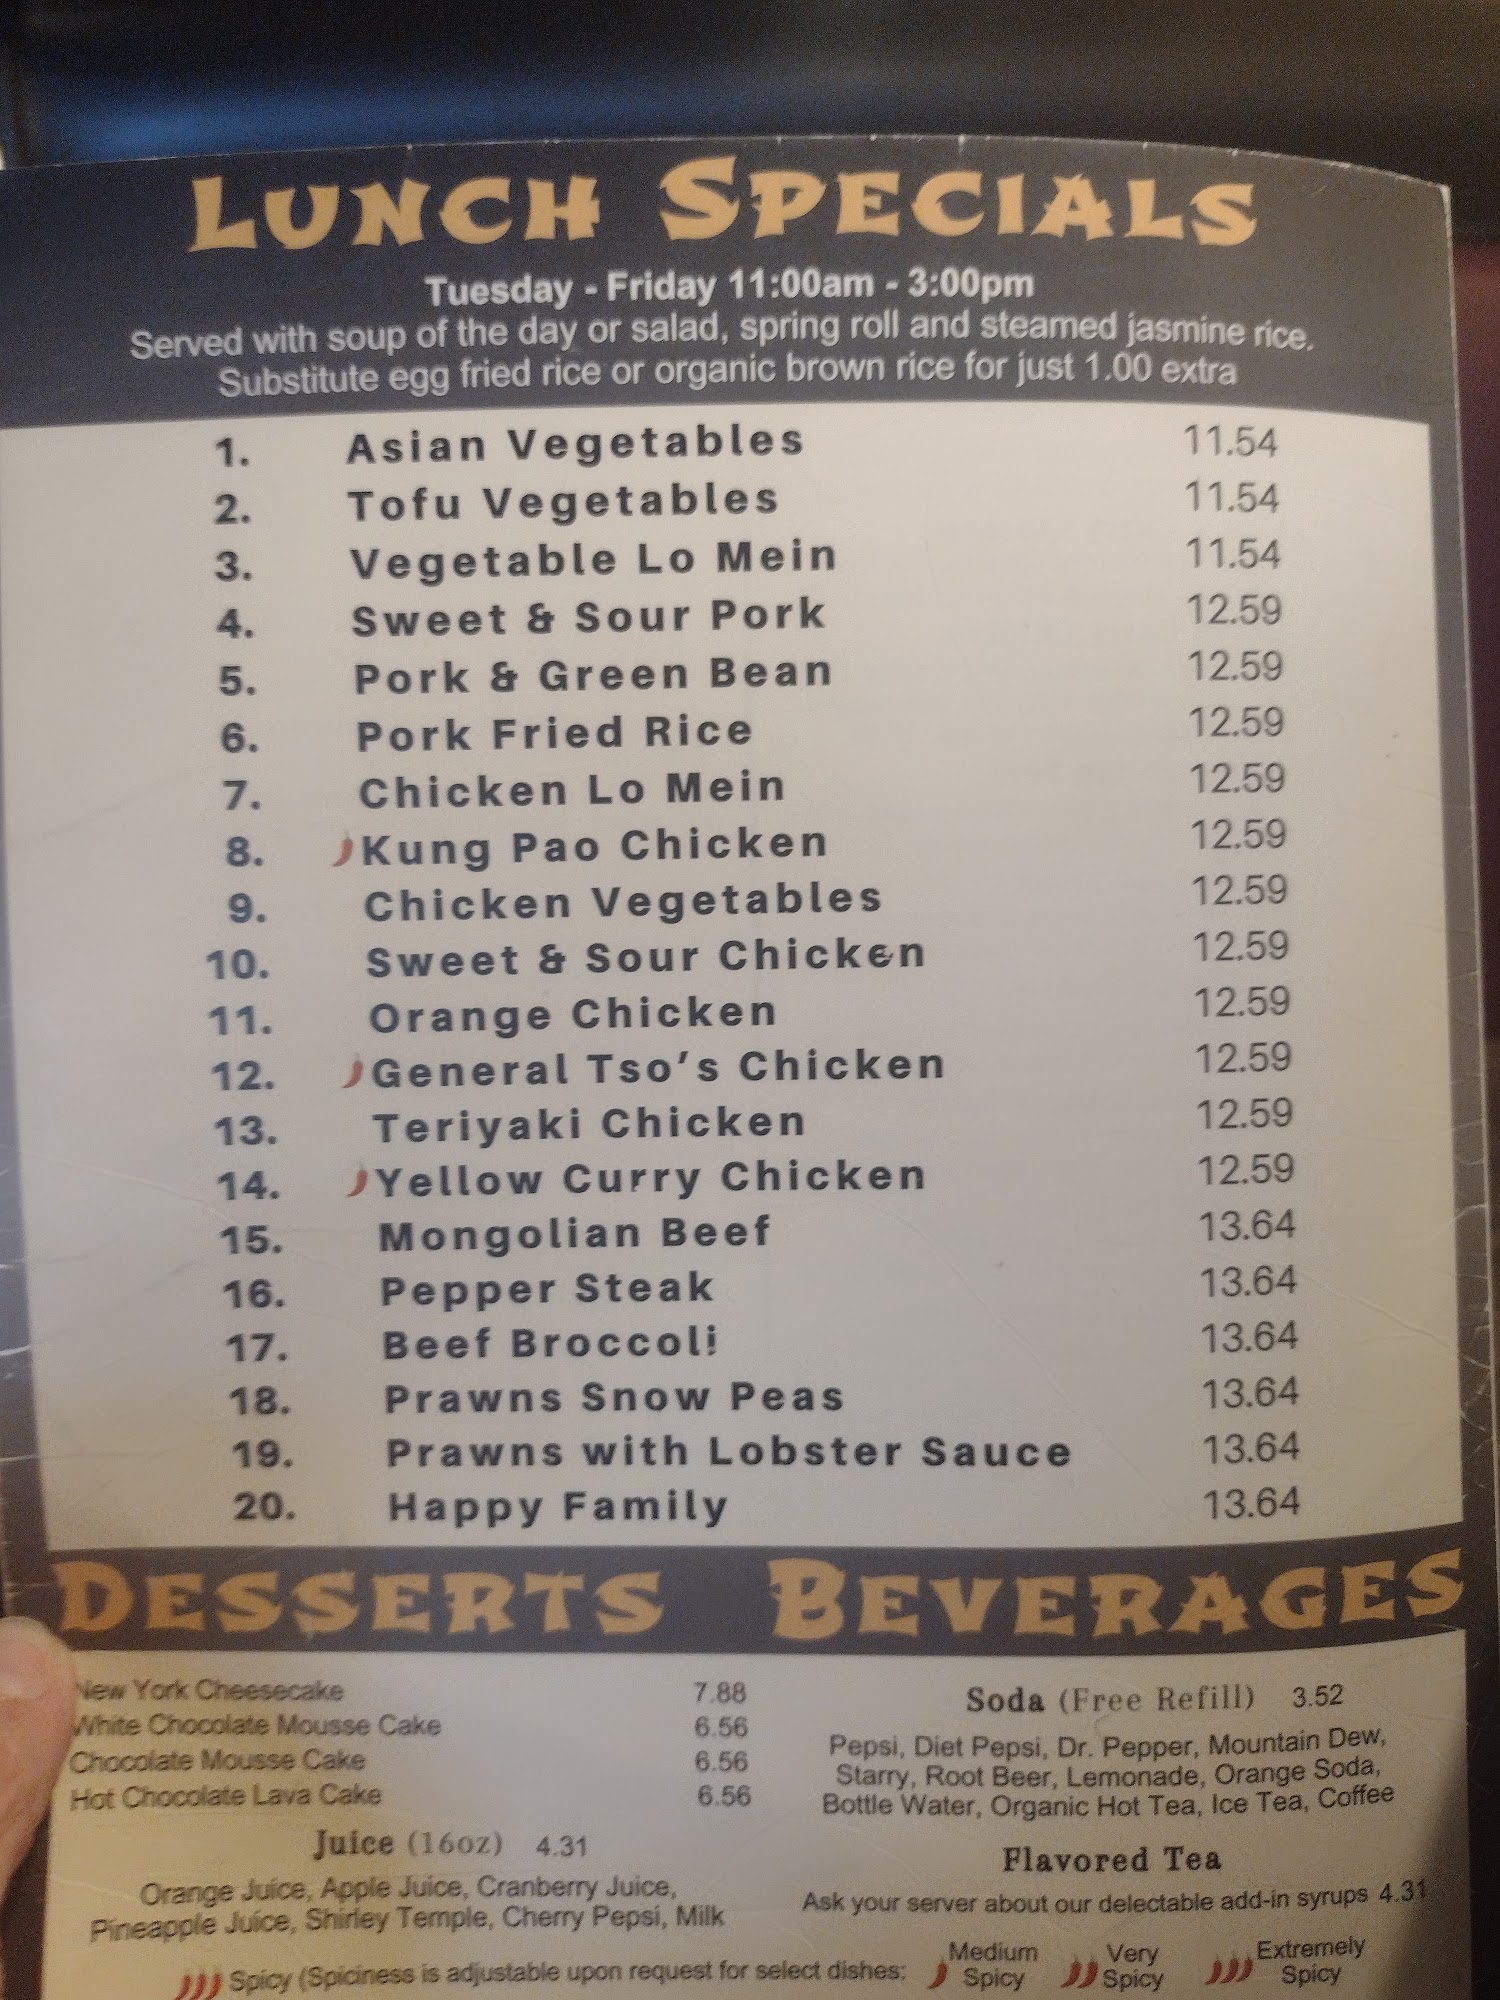 LUNCH SPECIALS
Tuesday - Friday 11:00am - 3:00pm
Served with soup of the day or salad, spring roll and steamed jasmine rice.
Substitute egg fried rice or organic brown rice for just 1.00 extra
1. Asian Vegetables 11.54
2. Tofu Vegetables 11.54
3. Vegetable Lo Mein 11.54
4. Sweet & Sour Pork 12.59
5. Pork & Green Bean 12.59
6. Pork Fried Rice 12.59
7. Chicken Lo Mein 12.59
8. Kung Pao Chicken 12.59
9. Chicken Vegetables 12.59
10. Sweet & Sour Chicken 12.59
11. Orange Chicken 12.59
12. General Tso's Chicken 12.59
13. Teriyaki Chicken 12.59
14. Yellow Curry Chicken 12.59
15. Mongolian Beef 13.64
16. Pepper Steak 13.64
17. Beef Broccoli 13.64
18. Prawns Snow Peas 13.64
19. Prawns with Lobster Sauce 13.64
20. Happy Family 13.64
DESSERTS
New York Cheesecake 7.88
White Chocolate Mousse Cake 6.56
Chocolate Mousse Cake 6.56
Hot Chocolate Lava Cake 6.56
Juice (16oz) 4.31
Orange Juice, Apple Juice, Cranberry Juice,
Pineapple Juice, Shirley Temple, Cherry Pepsi, Milk
BEVERAGES
Soda (Free Refill) 3.52
Pepsi, Diet Pepsi, Dr. Pepper, Mountain Dew,
Starry, Root Beer, Lemonade, Orange Soda,
Bottle Water, Organic Hot Tea, Ice Tea, Coffee
Flavored Tea
Ask your server about our delectable add-in syrups 4.31
Spicy (Spiciness is adjustable upon request for select dishes:
Medium
Spicy
Very
Spicy
Extremely
Spicy